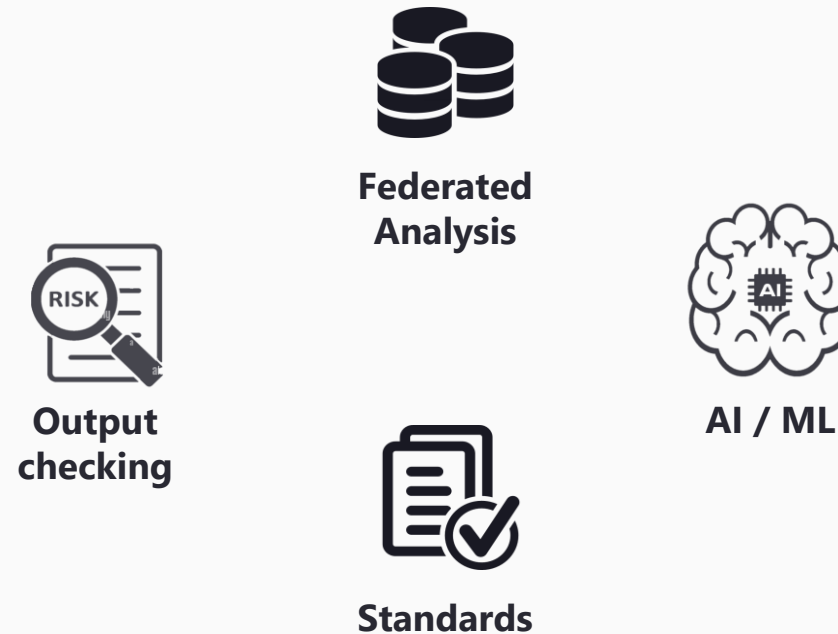 Federated
Analysis
RISK
Output
checking
AI
AI / ML
Standards